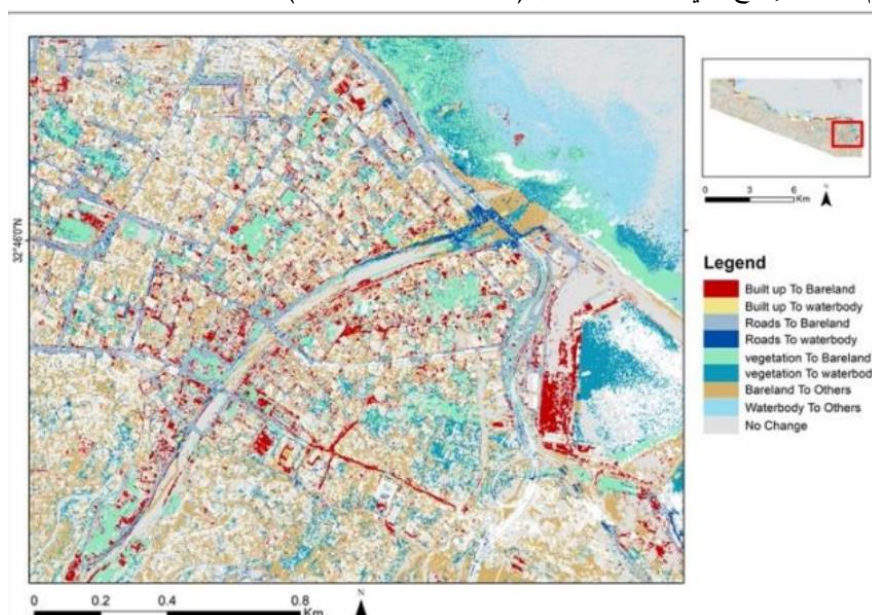 32°46'0"N
0 3 6
Km
N
Legend
Built up To Bareland
Built up To waterbody
Roads To Bareland
Roads To waterbody
vegetation To Bareland
vegetation To waterbod
Bareland To Others
Waterbody To Others
No Change
0 0.2 0.4 0.8
Km
N